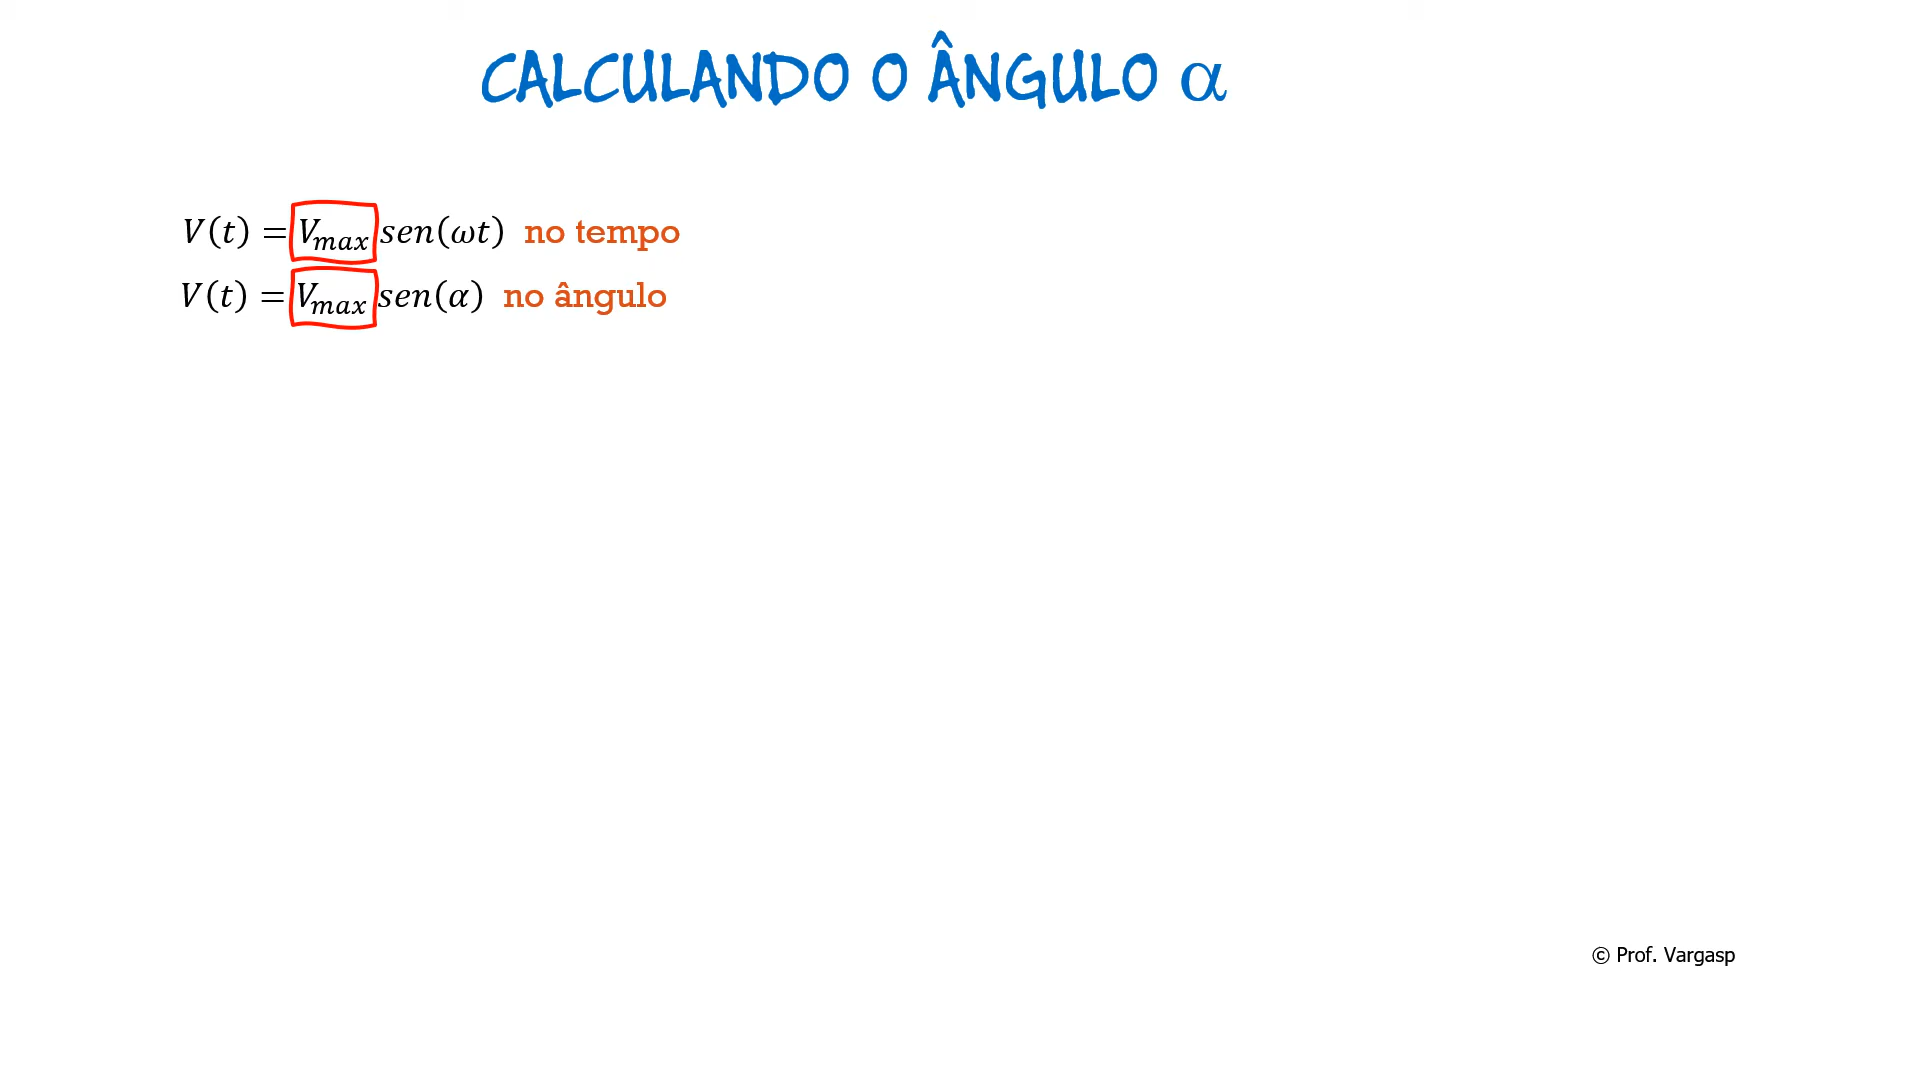 CALCULANDO O ÂNGULO α
V(t) = Vmax sen(ωt) no tempo
V(t) = Vmax sen(α) no ângulo
© Prof. Vargasp